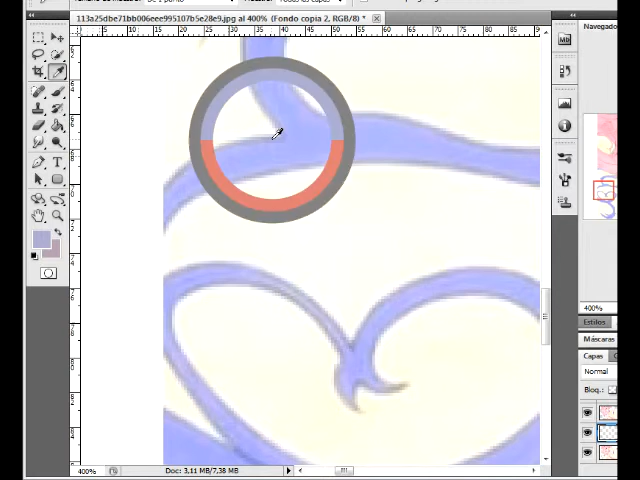 113a25dbe71bb006eee995107b5e28e9.jpg al 400% (Fondo copia 2, RGB/8) *
Navegado
400%
Estilos
Máscaras
Capas
Normal
Bloq.:
400%
Doc: 3,11 MB/7,38 MB